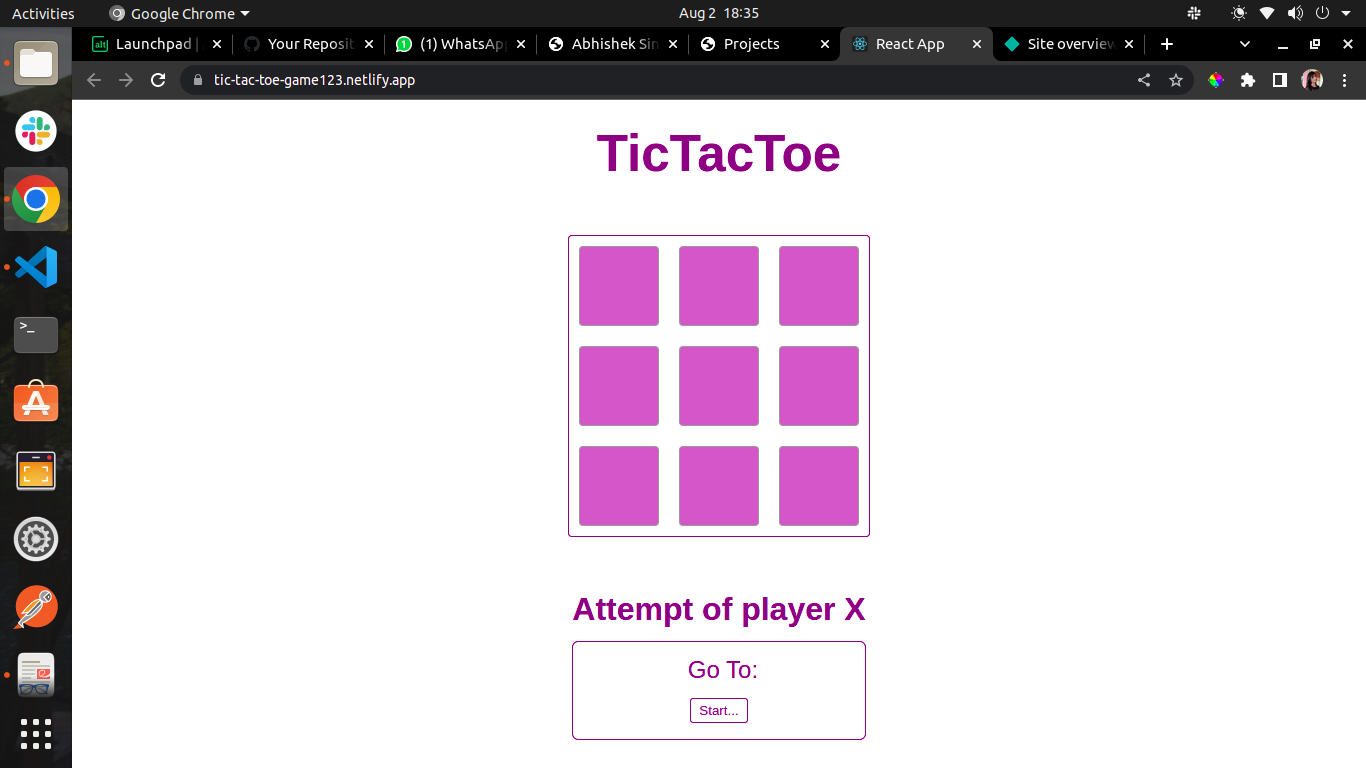 Activities
Google Chrome
Aug 2 18:35
Launchpad |
Your Reposit
(1) WhatsApp
Abhishek Sin
Projects
React App
Site overview
tic-tac-toe-game123.netlify.app
TicTacToe
Attempt of player X
Go To:
Start...